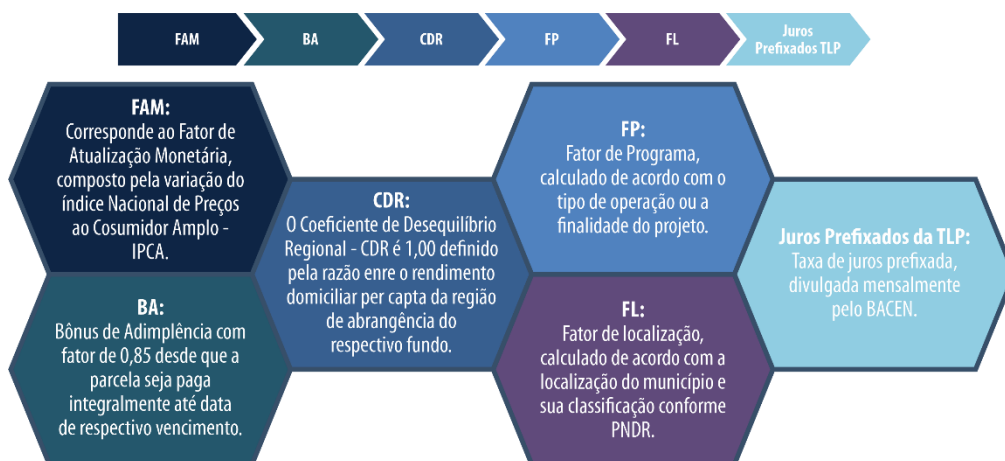 FAM
BA
CDR
FP
FL
Juros
Prefixados TLP
FAM:
Corresponde ao Fator de
Atualização Monetária,
composto pela variação do
índice Nacional de Preços
ao Cosumidor Amplo -
IPCA.
BA:
Bônus de Adimplência com
fator de 0,85 desde que a
parcela seja paga
integralmente até data
de respectivo vencimento.
CDR:
O Coeficiente de Desequilíbrio
Regional - CDR é 1,00 definido
pela razão enre o rendimento
domiciliar per capta da região
de abrangência do
respectivo fundo.
FP:
Fator de Programa,
calculado de acordo com o
tipo de operação ou a
finalidade do projeto.
FL:
Fator de localização,
calculado de acordo com a
localização do município e
sua classificação conforme
PNDR.
Juros Prefixados da TLP:
Taxa de juros prefixada,
divulgada mensalmente
pelo BACEN.